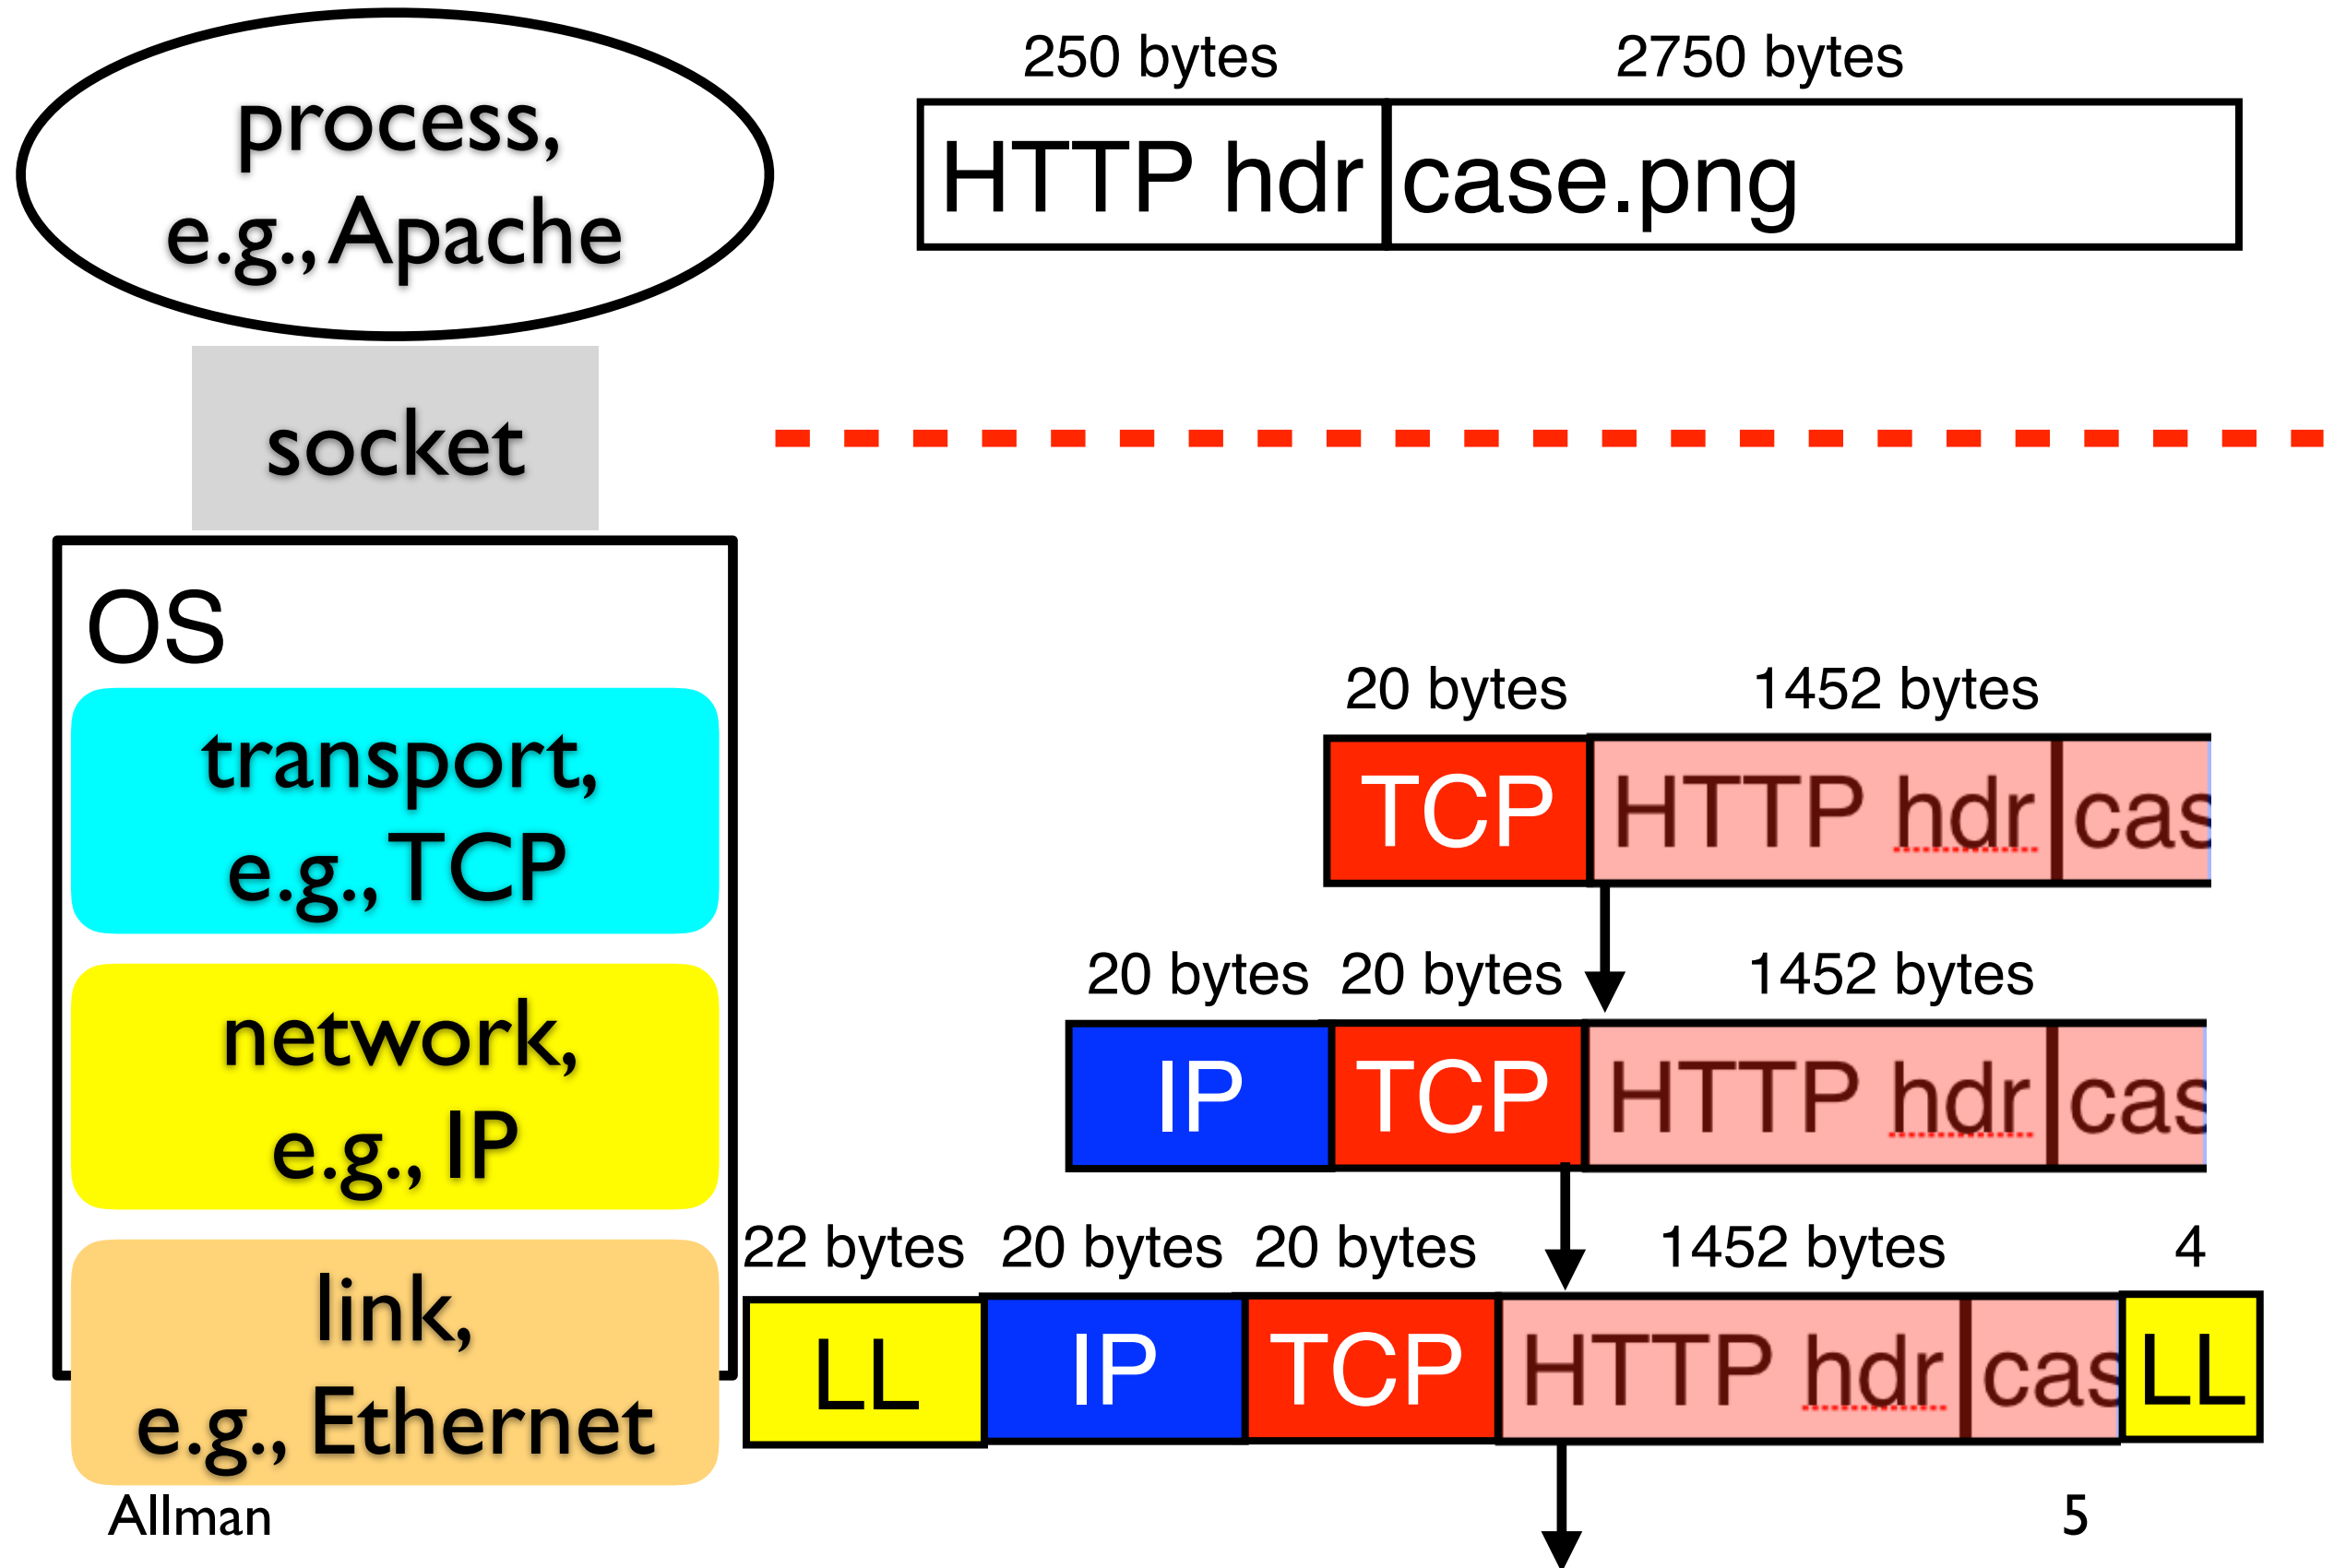 process,
e.g., Apache
socket
OS
transport,
e.g., TCP
network,
e.g., IP
link,
e.g., Ethernet
250 bytes 2750 bytes
HTTP hdr case.png
20 bytes 1452 bytes
TCP HTTP hdr cas
20 bytes 20 bytes 1452 bytes
IP TCP HTTP hdr cas
22 bytes 20 bytes 20 bytes 1452 bytes 4
LL IP TCP HTTP hdr cas LL
Allman 5